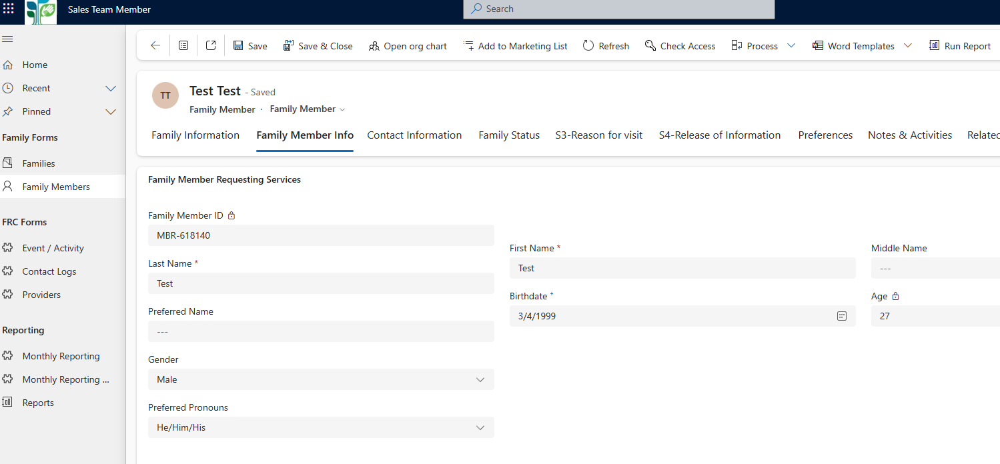 Sales Team Member
Search
Home
Recent
Pinned
Family Forms
Families
Family Members
FRC Forms
Event / Activity
Contact Logs
Providers
Reporting
Monthly Reporting
Monthly Reporting ...
Reports
Save
Save & Close
Open org chart
Add to Marketing List
Refresh
Check Access
Process
Word Templates
Run Report
TT
Test Test - Saved
Family Member · Family Member
Family Information
Family Member Info
Contact Information
Family Status
S3-Reason for visit
S4-Release of Information
Preferences
Notes & Activities
Related
Family Member Requesting Services
Family Member ID
MBR-618140
Last Name *
Test
Preferred Name
---
Gender
Male
Preferred Pronouns
He/Him/His
First Name *
Test
Birthdate +
3/4/1999
Middle Name
---
Age
27